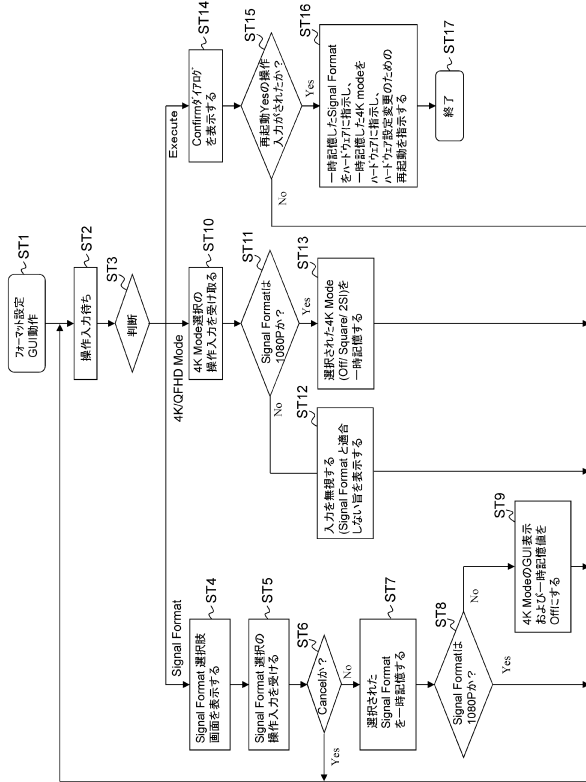 ST1
フォーマット設定
GUI動作
ST2
操作入力待ち
ST3
判断
Signal Format
4K/QFHD Mode
Execute
ST4
Signal Format 選択肢
画面を表示する
ST5
Signal Format 選択の
操作入力を受ける
ST6
Cancelか？
Yes
No
ST7
選択された
Signal Format
を一時記憶する
ST8
Signal Formatは
1080Pか？
No
Yes
ST9
4K ModeのGUI表示
および一時記憶値を
Offにする
ST10
4K Mode選択の
操作入力を受け取る
ST11
Signal Formatは
1080Pか？
No
Yes
ST12
入力を無視する
(Signal Format と適合
しない旨を表示する
ST13
選択された4K Mode
(Off/ Square/ 2SI)を
一時記憶する
ST14
Confirmダイアログ
を表示する
ST15
再起動Yesの操作
入力がされたか？
No
Yes
ST16
一時記憶したSignal Format
をハードウェアに指示し、
一時記憶した4K modeを
ハードウェアに指示し、
ハードウェア設定変更のための
再起動を指示する
ST17
終了